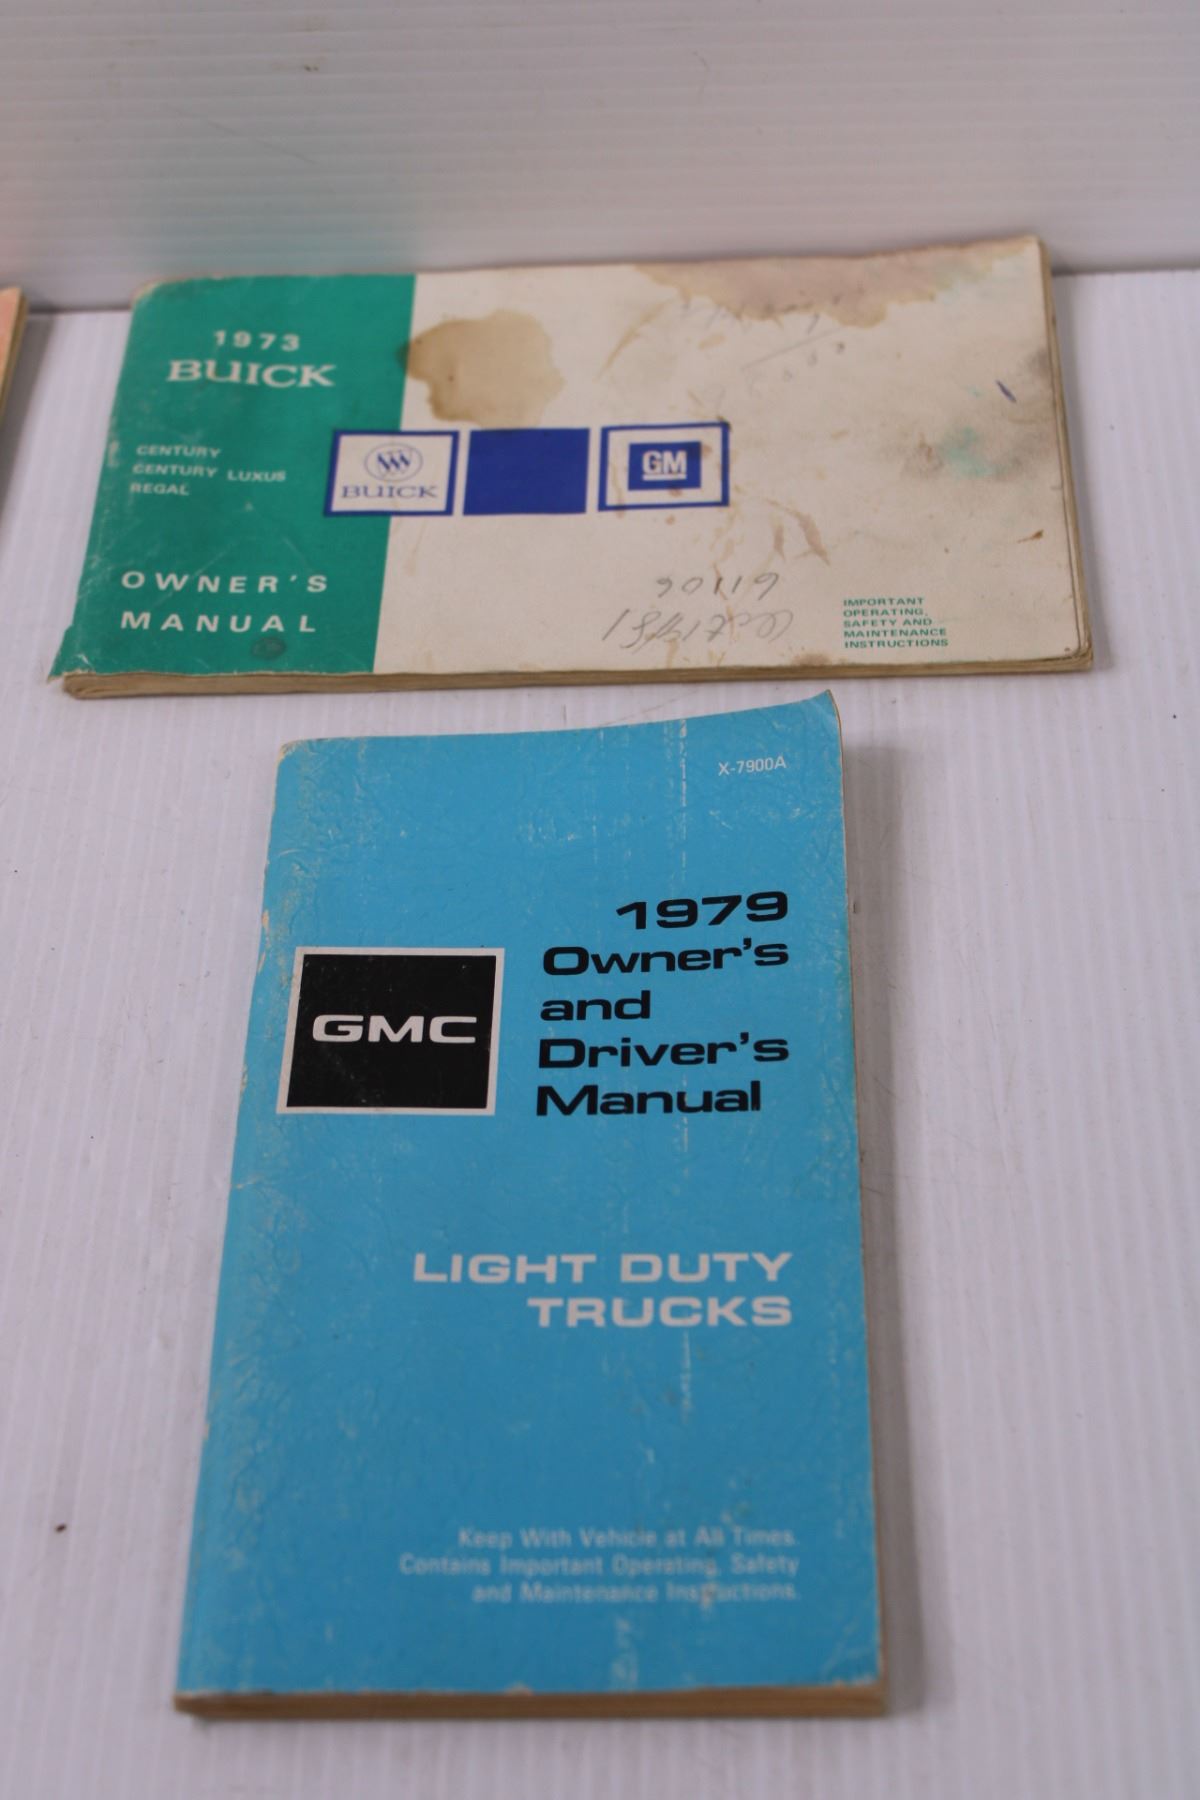 1973
BUICK
CENTURY
CENTURY LUXUS
REGAL
OWNER'S
MANUAL
BUICK
GM
61106
IMPORTANT
OPERATING,
SAFETY AND
MAINTENANCE
INSTRUCTIONS
X-7900A
1979
Owner's
and
Driver's
Manual
GMC
LIGHT DUTY
TRUCKS
Keep With Vehicle at All Times.
Contains Important Operating, Safety
and Maintenance Instructions.